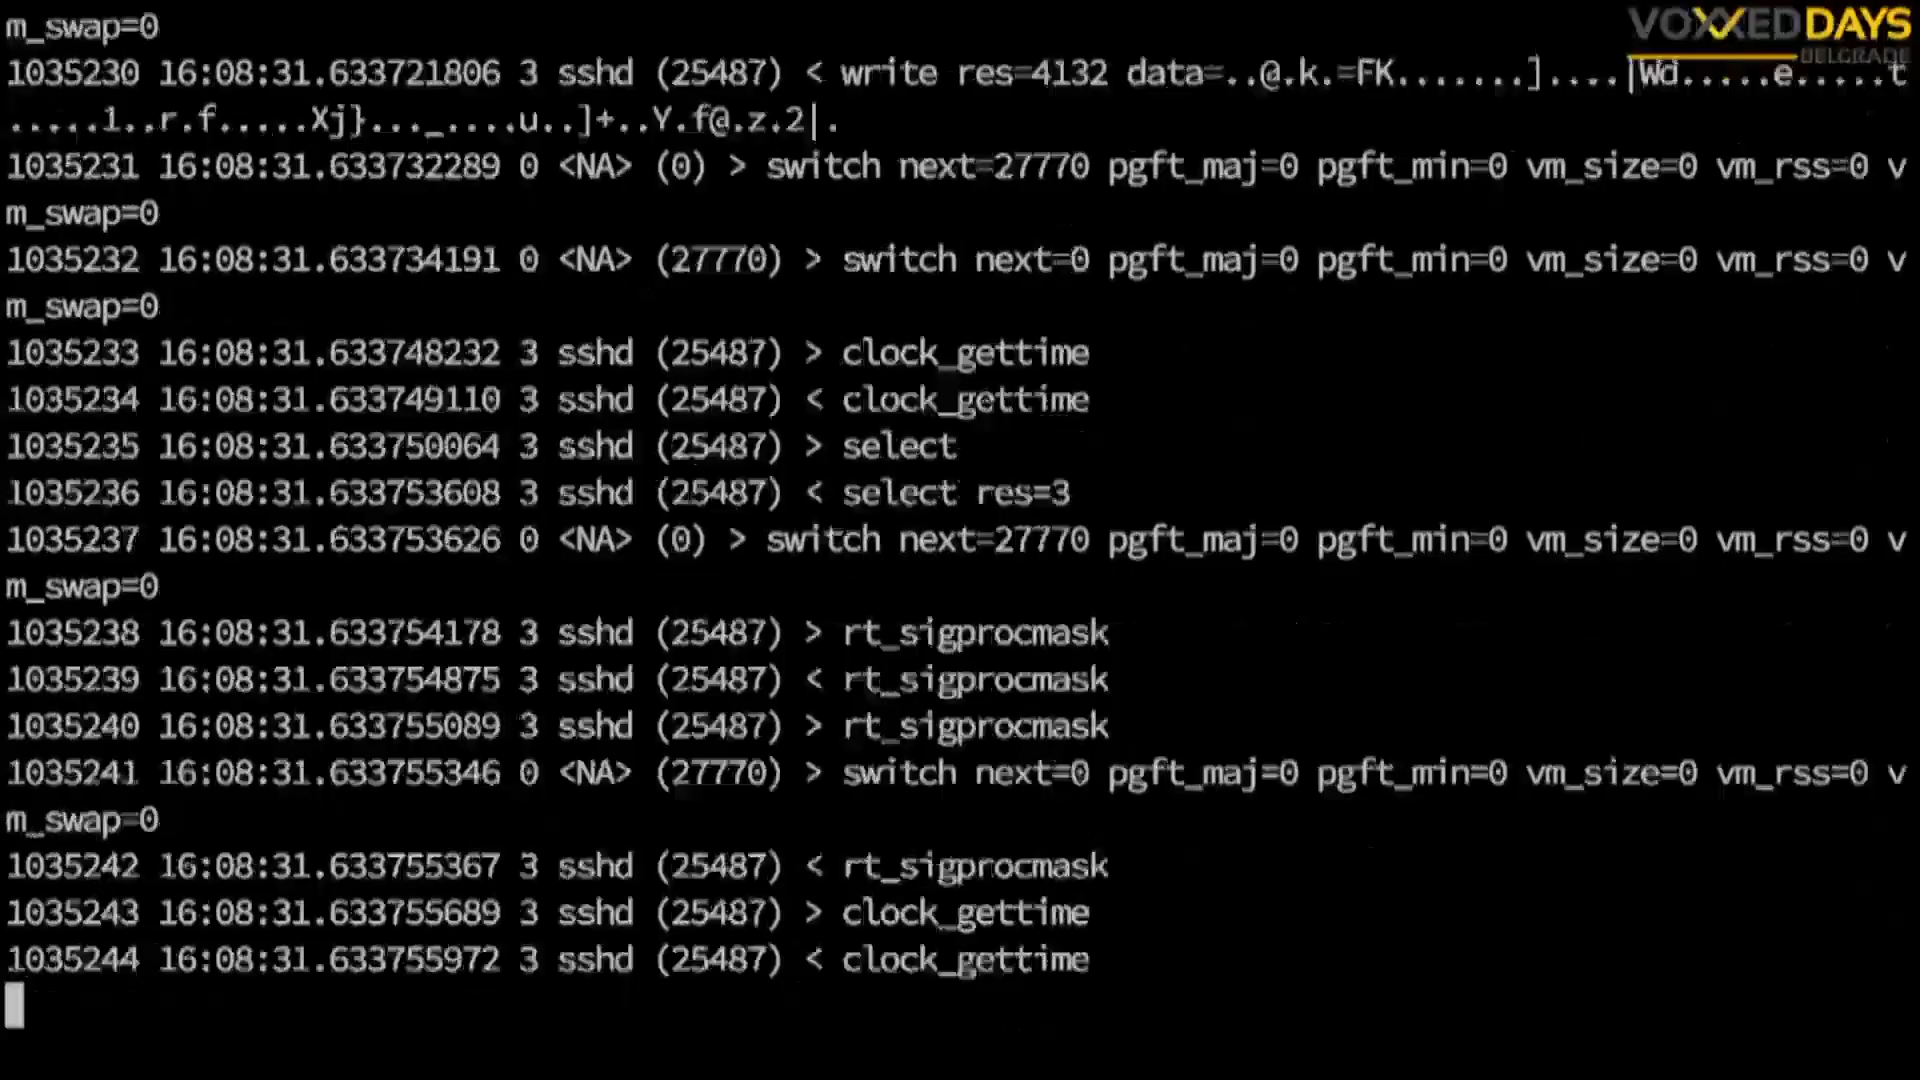 m_swap=0
VOXXED DAYS
BELGRADE
1035230 16:08:31.633721806 3 sshd (25487) < write res=4132 data=..@.k.=FK.......]....|Wd.....e.....t
.....1..r.f.....Xj}..._....u..]+..Y.f@.z.2|.
1035231 16:08:31.633732289 0 <NA> (0) > switch next=27770 pgft_maj=0 pgft_min=0 vm_size=0 vm_rss=0 v
m_swap=0
1035232 16:08:31.633734191 0 <NA> (27770) > switch next=0 pgft_maj=0 pgft_min=0 vm_size=0 vm_rss=0 v
m_swap=0
1035233 16:08:31.633748232 3 sshd (25487) > clock_gettime
1035234 16:08:31.633749110 3 sshd (25487) < clock_gettime
1035235 16:08:31.633750064 3 sshd (25487) > select
1035236 16:08:31.633753608 3 sshd (25487) < select res=3
1035237 16:08:31.633753626 0 <NA> (0) > switch next=27770 pgft_maj=0 pgft_min=0 vm_size=0 vm_rss=0 v
m_swap=0
1035238 16:08:31.633754178 3 sshd (25487) > rt_sigprocmask
1035239 16:08:31.633754875 3 sshd (25487) < rt_sigprocmask
1035240 16:08:31.633755089 3 sshd (25487) > rt_sigprocmask
1035241 16:08:31.633755346 0 <NA> (27770) > switch next=0 pgft_maj=0 pgft_min=0 vm_size=0 vm_rss=0 v
m_swap=0
1035242 16:08:31.633755367 3 sshd (25487) < rt_sigprocmask
1035243 16:08:31.633755689 3 sshd (25487) > clock_gettime
1035244 16:08:31.633755972 3 sshd (25487) < clock_gettime